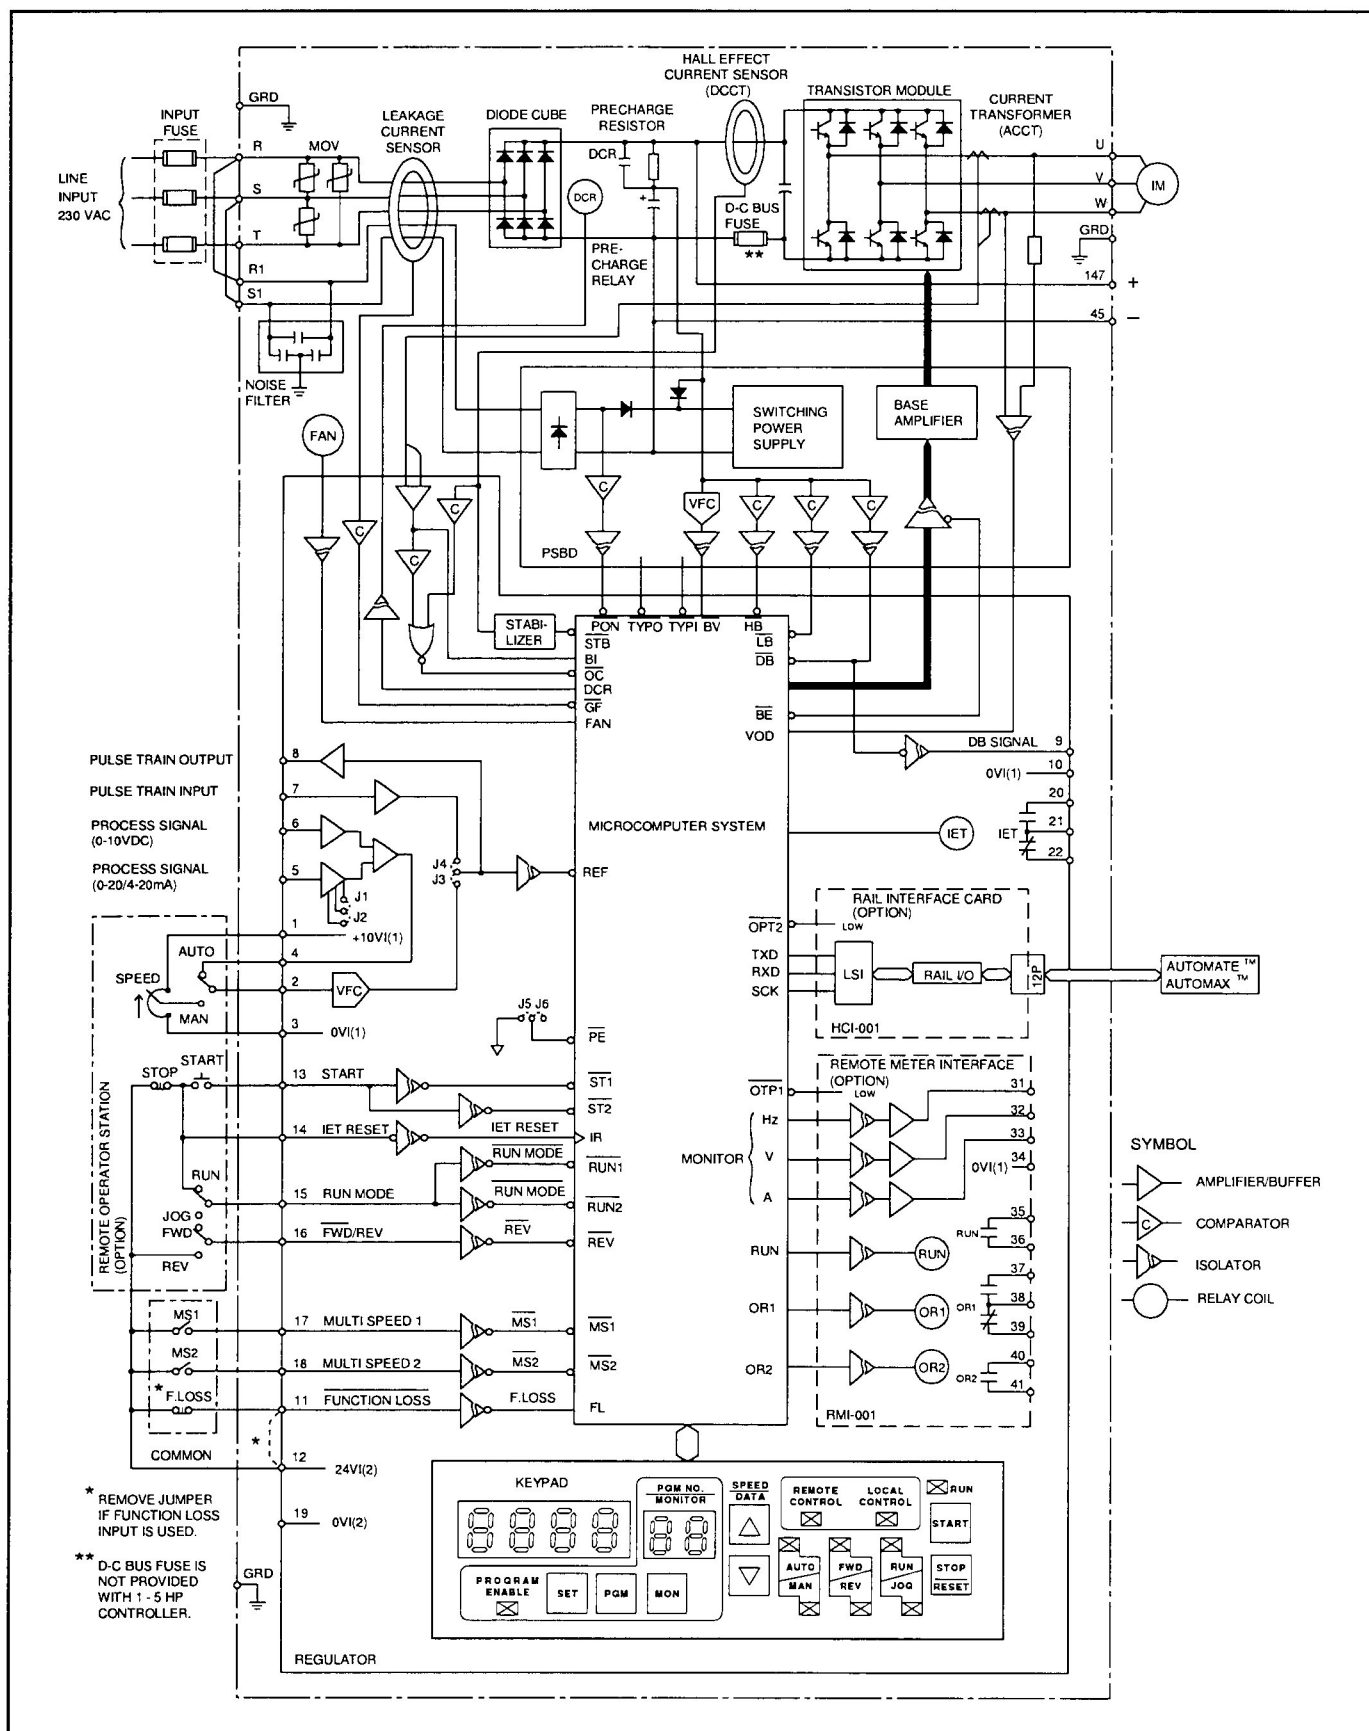 HALL EFFECT
CURRENT SENSOR
(DCCT)
TRANSISTOR MODULE
CURRENT
TRANSFORMER
(ACCT)
GRD
INPUT
FUSE
LEAKAGE
CURRENT
SENSOR
DIODE CUBE
PRECHARGE
RESISTOR
R
MOV
DCR
U
LINE
INPUT
230 VAC
S
DCR
V
IM
D-C BUS
FUSE
**
W
T
PRE-
CHARGE
RELAY
GRD
R1
147
+
S1
45
−
NOISE
FILTER
FAN
SWITCHING
POWER
SUPPLY
BASE
AMPLIFIER
C
C
C
C
VFC
C
C
C
PSBD
STABI-
LIZER
PON
TYPO
TYPI
BV
HB
STB
LB
BI
DB
OC
DCR
GF
BE
FAN
VOD
PULSE TRAIN OUTPUT
8
DB SIGNAL
9
0VI(1)
10
PULSE TRAIN INPUT
7
20
PROCESS SIGNAL
(0-10VDC)
6
MICROCOMPUTER SYSTEM
IET
IET
21
22
PROCESS SIGNAL
(0-20/4-20mA)
5
J4
J3
REF
J1
J2
RAIL INTERFACE CARD
(OPTION)
1
+10VI(1)
OPT2
LOW
AUTO
4
TXD
RXD
SCK
LSI
RAIL I/O
12P
AUTOMATE™
AUTOMAX™
SPEED
2
VFC
MAN
3
0VI(1)
J5 J6
PE
HCI-001
REMOTE OPERATOR STATION
(OPTION)
STOP
START
13
START
ST1
ST2
REMOTE METER INTERFACE
(OPTION)
OTP1
LOW
31
14
IET RESET
IET RESET
IR
Hz
32
33
MONITOR
V
0VI(1)
34
A
RUN MODE
RUN1
RUN
15
RUN MODE
RUN MODE
RUN2
JOG
35
FWD
16
FWD/REV
REV
REV
RUN
RUN
RUN
36
REV
37
OR1
OR1
OR1
38
39
MS1
17
MULTI SPEED 1
MS1
MS1
MS2
18
MULTI SPEED 2
MS2
MS2
OR2
OR2
OR2
40
41
* F.LOSS
11
FUNCTION LOSS
F.LOSS
FL
RMI-001
*
COMMON
12
24VI(2)
19
0VI(2)
SYMBOL
AMPLIFIER/BUFFER
C
COMPARATOR
ISOLATOR
RELAY COIL
* REMOVE JUMPER
IF FUNCTION LOSS
INPUT IS USED.
** D-C BUS FUSE IS
NOT PROVIDED
WITH 1 - 5 HP
CONTROLLER.
GRD
KEYPAD
8888
PGM NO.
MONITOR
88
SPEED
DATA
REMOTE
CONTROL
LOCAL
CONTROL
RUN
START
PROGRAM
ENABLE
SET
PGM
MON
AUTO
MAN
FWD
REV
RUN
JOG
STOP
RESET
REGULATOR